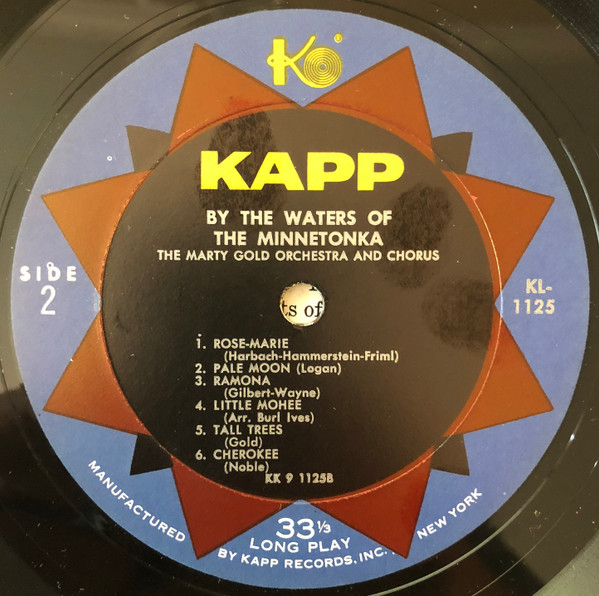 KO®
KAPP
BY THE WATERS OF
THE MINNETONKA
THE MARTY GOLD ORCHESTRA AND CHORUS
SIDE
2
KL-
1125
ts of
1. ROSE-MARIE
(Harbach-Hammerstein-Friml)
2. PALE MOON (Logan)
3. RAMONA
(Gilbert-Wayne)
4. LITTLE MOHEE
(Arr. Burl Ives)
5. TALL TREES
(Gold)
6. CHEROKEE
(Noble)
KK 9 1125B
33⅓
LONG PLAY
MANUFACTURED BY KAPP RECORDS, INC., NEW YORK